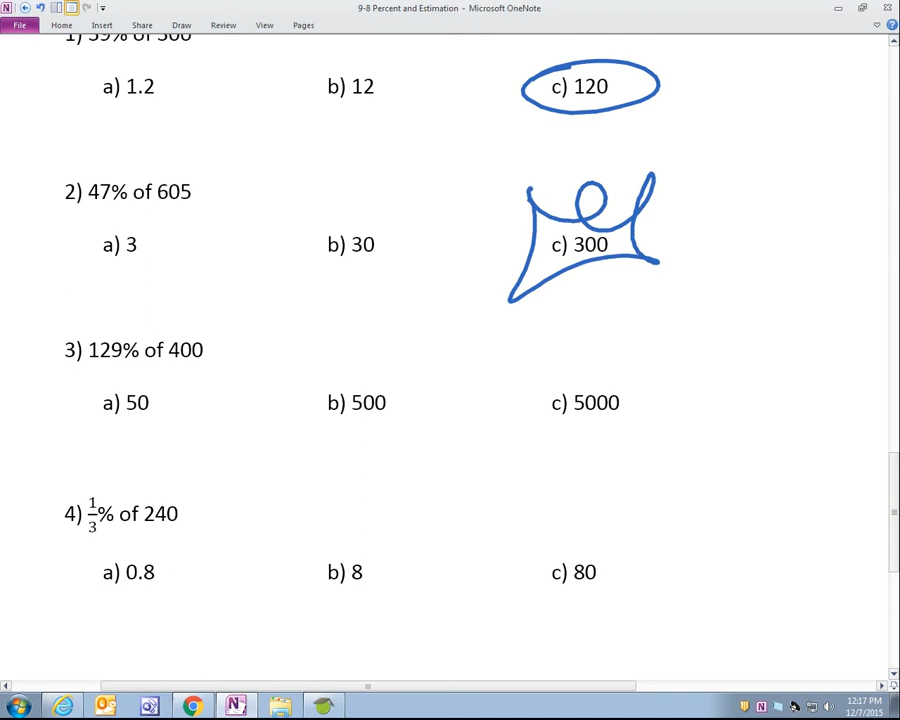 9-8 Percent and Estimation - Microsoft OneNote
File Home Insert Share Draw Review View Pages
a) 1.2 b) 12 c) 120
2) 47% of 605
a) 3 b) 30 c) 300
3) 129% of 400
a) 50 b) 500 c) 5000
4) 1/3% of 240
a) 0.8 b) 8 c) 80
12:17 PM
12/7/2015